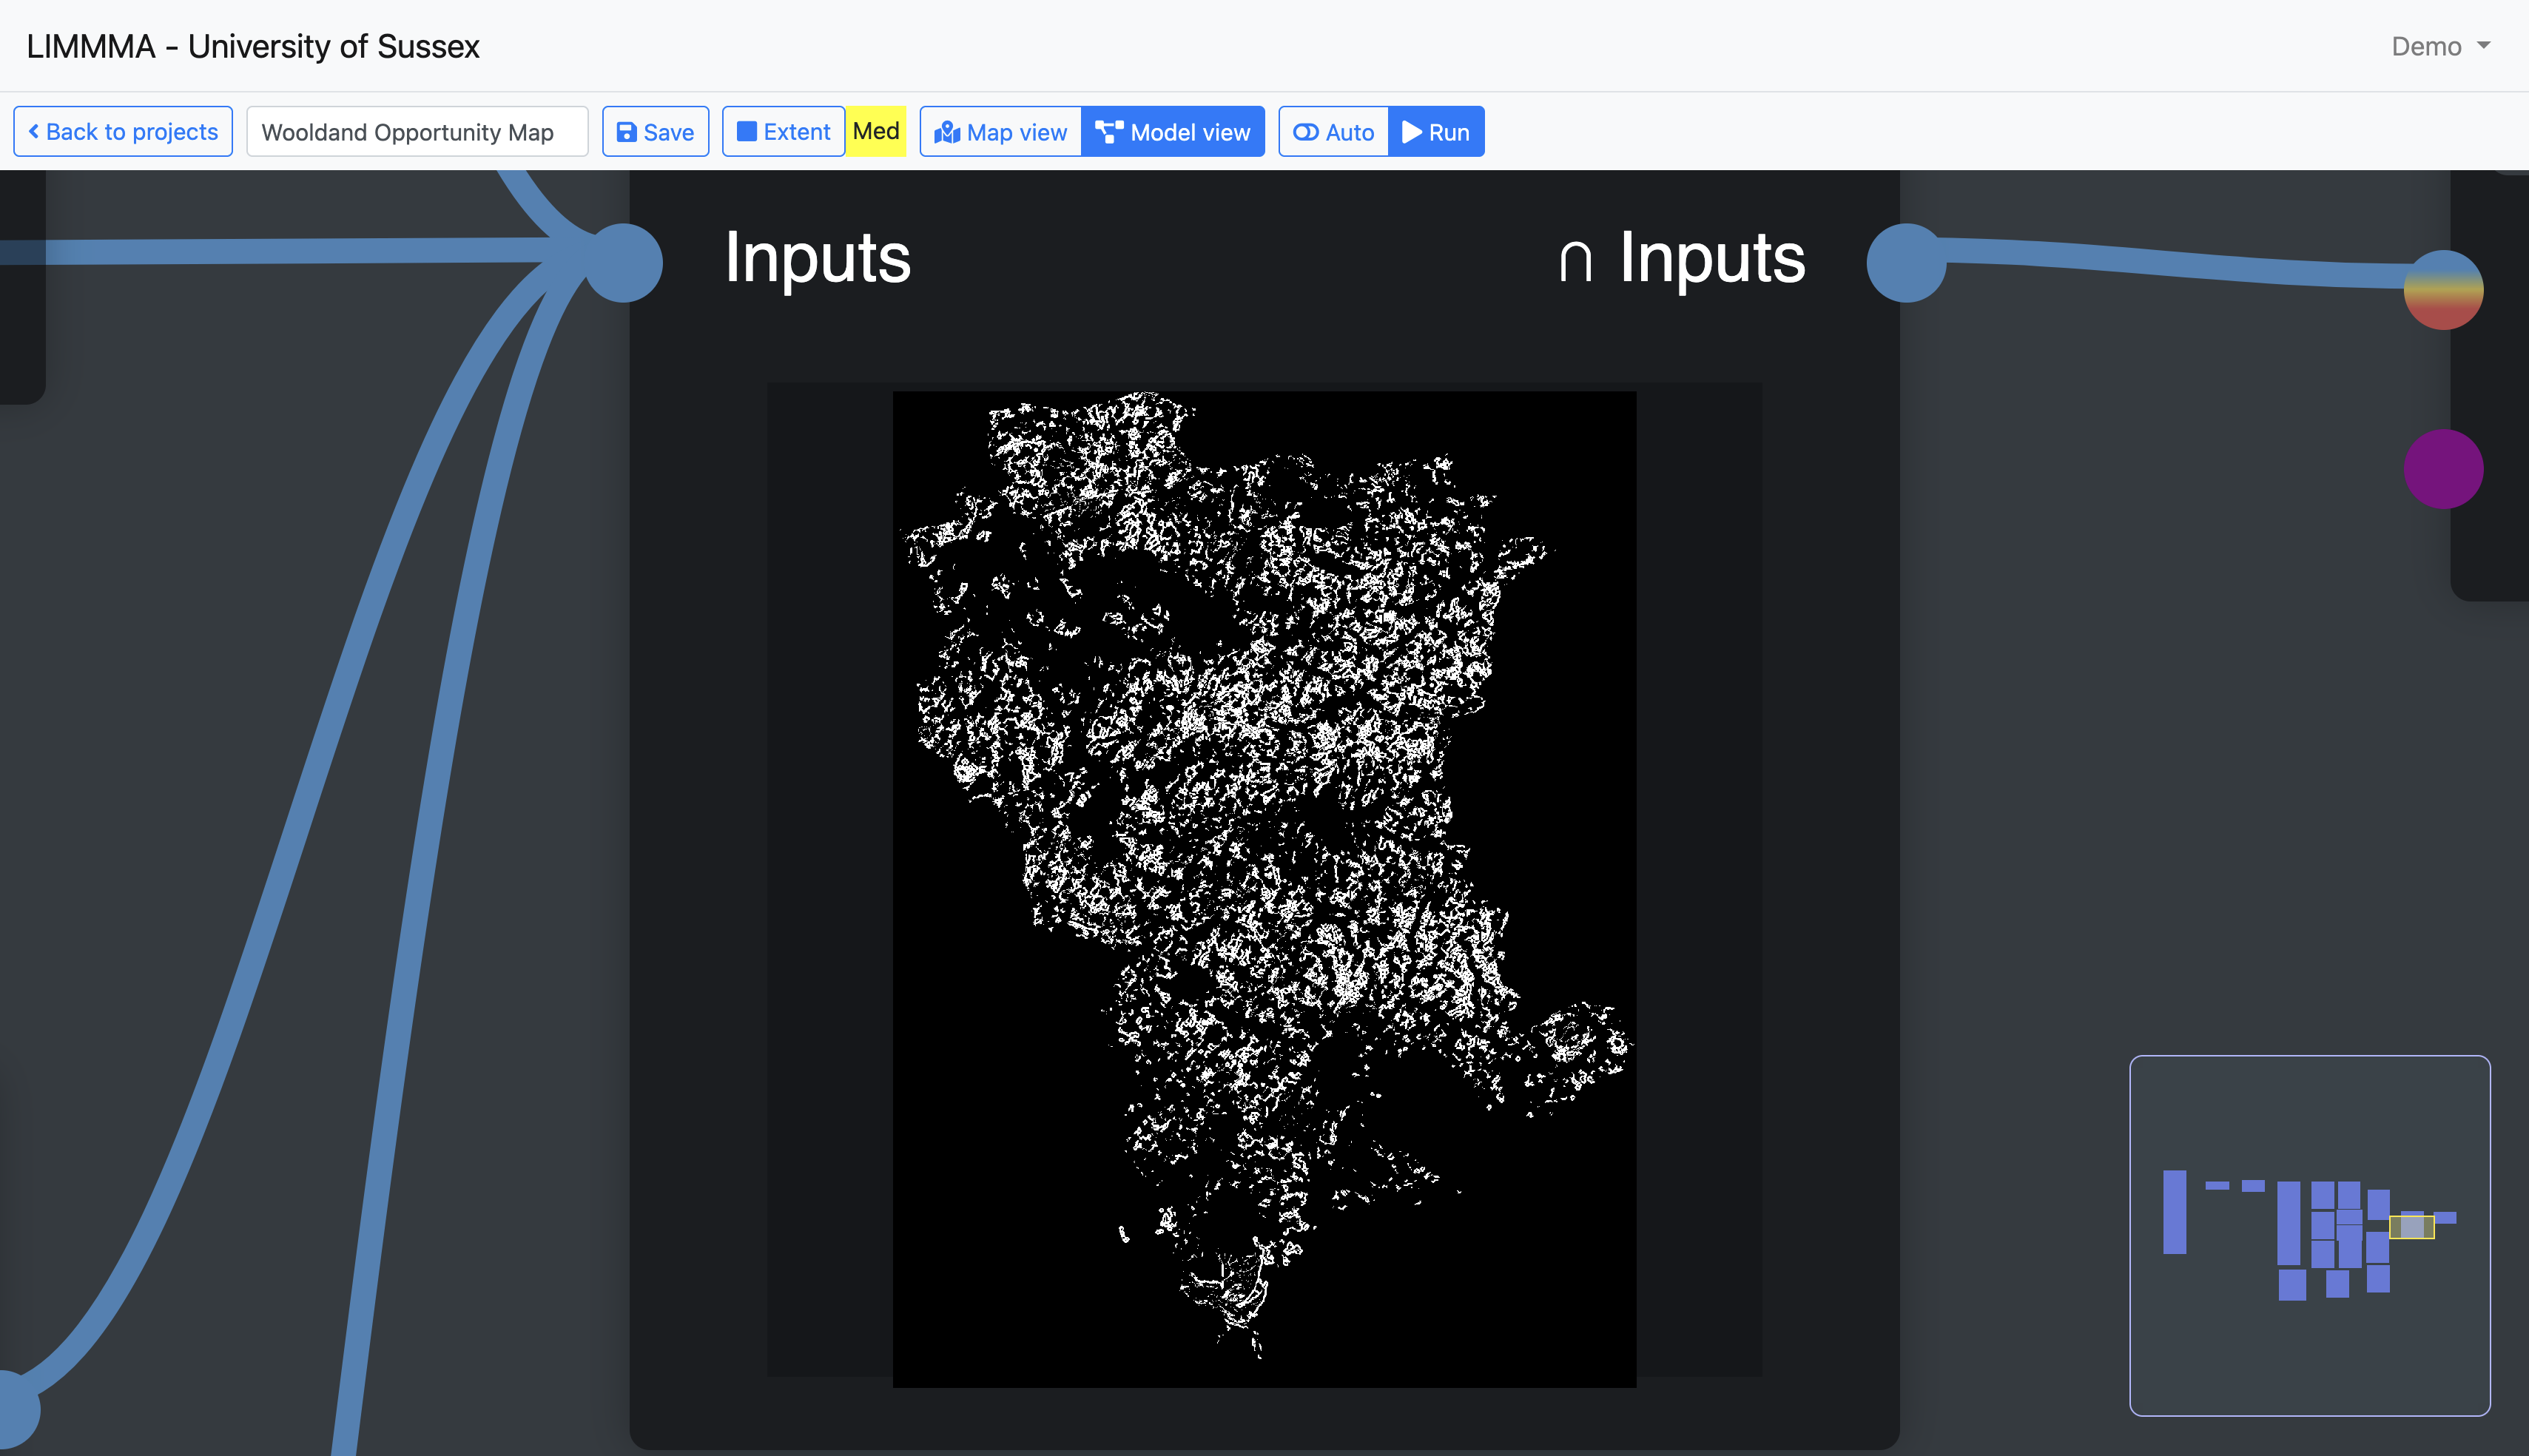 LIMMMA - University of Sussex
Demo
Back to projects
Wooldand Opportunity Map
Save
Extent
Med
Map view
Model view
Auto
Run
Inputs
∩ Inputs